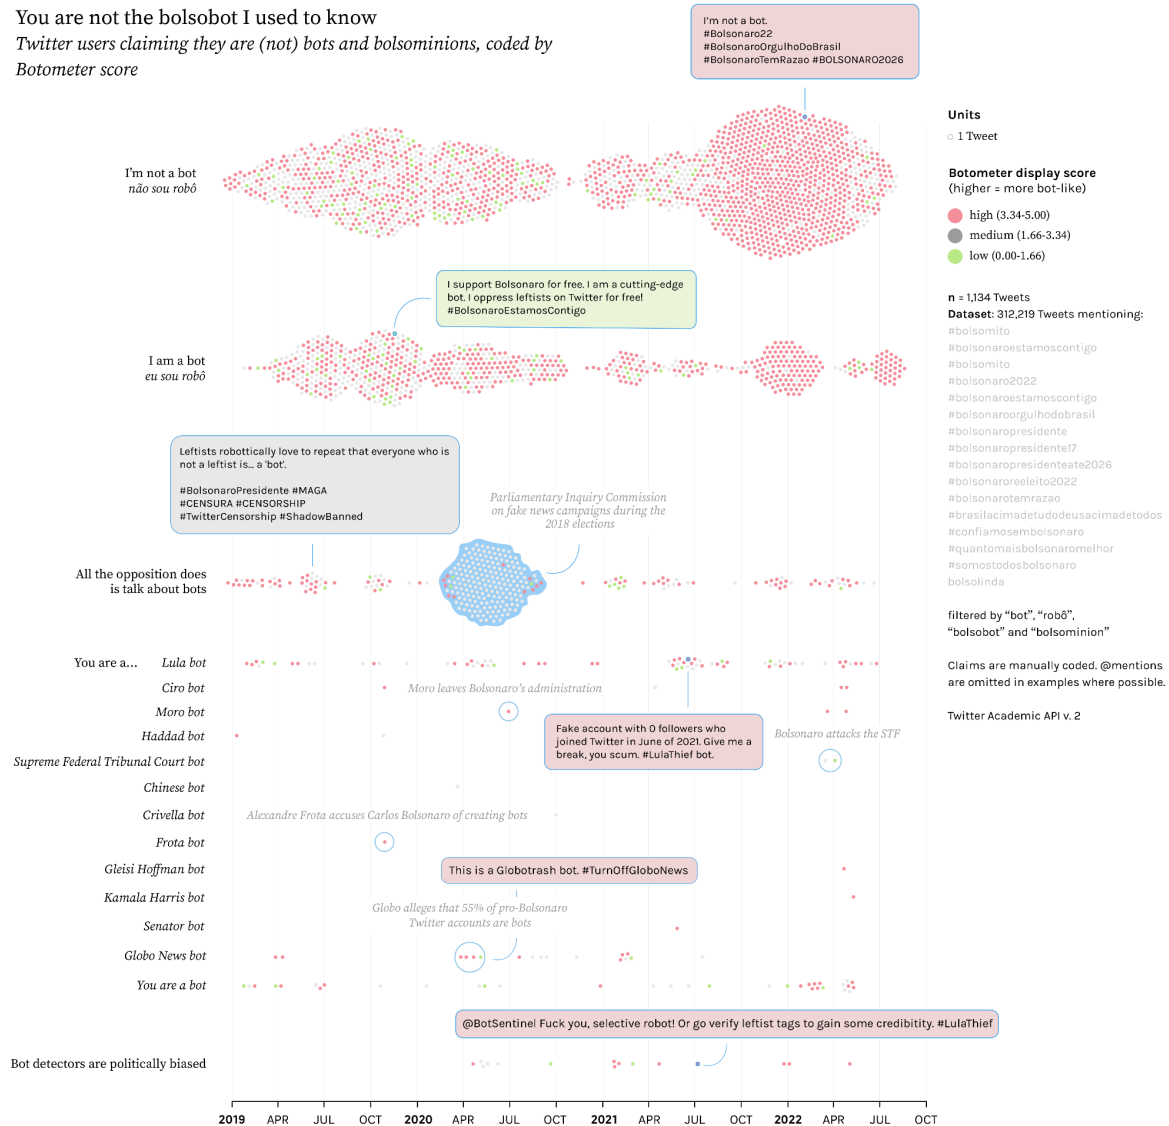 You are not the bolsobot I used to know
Twitter users claiming they are (not) bots and bolsominions, coded by
Botometer score
I'm not a bot.
#Bolsonaro22
#BolsonaroOrgulhoDoBrasil
#BolsonaroTemRazao #BOLSONARO2026
Units
1 Tweet
Botometer display score
(higher = more bot-like)
high (3.34-5.00)
medium (1.66-3.34)
low (0.00-1.66)
n = 1,134 Tweets
Dataset: 312,219 Tweets mentioning:
#bolsomito
#bolsonaroestamoscontigo
#bolsomito
#bolsonaro2022
#bolsonaroestamoscontigo
#bolsonaroorgulhodobrasil
#bolsonaropresidente
#bolsonaropresidente17
#bolsonaropresidenteate2026
#bolsonaroreeleito2022
#bolsonarotemrazao
#brasilacimadetudodeusacimadetodos
#confiamosembolsonaro
#quantomaisbolsonaromelhor
#somostodosbolsonaro
bolsolinda
filtered by “bot”, “robô”,
“bolsobot” and “bolsominion”
Claims are manually coded. @mentions
are omitted in examples where possible.
Twitter Academic API v. 2
I'm not a bot
não sou robô
I support Bolsonaro for free. I am a cutting-edge
bot. I oppress leftists on Twitter for free!
#BolsonaroEstamosContigo
I am a bot
eu sou robô
Leftists robottically love to repeat that everyone who is
not a leftist is... a 'bot'.
#BolsonaroPresidente #MAGA
#CENSURA #CENSORSHIP
#TwitterCensorship #ShadowBanned
Parliamentary Inquiry Commission
on fake news campaigns during the
2018 elections
All the opposition does
is talk about bots
You are a... Lula bot
Ciro bot
Moro leaves Bolsonaro's administration
Moro bot
Fake account with 0 followers who
joined Twitter in June of 2021. Give me a
break, you scum. #LulaThief bot.
Haddad bot
Bolsonaro attacks the STF
Supreme Federal Tribunal Court bot
Chinese bot
Crivella bot
Alexandre Frota accuses Carlos Bolsonaro of creating bots
Frota bot
Gleisi Hoffman bot
This is a Globotrash bot. #TurnOffGloboNews
Kamala Harris bot
Globo alleges that 55% of pro-Bolsonaro
Twitter accounts are bots
Senator bot
Globo News bot
You are a bot
@BotSentinel Fuck you, selective robot! Or go verify leftist tags to gain some credibitity. #LulaThief
Bot detectors are politically biased
2019 APR JUL OCT 2020 APR JUL OCT 2021 APR JUL OCT 2022 APR JUL OCT